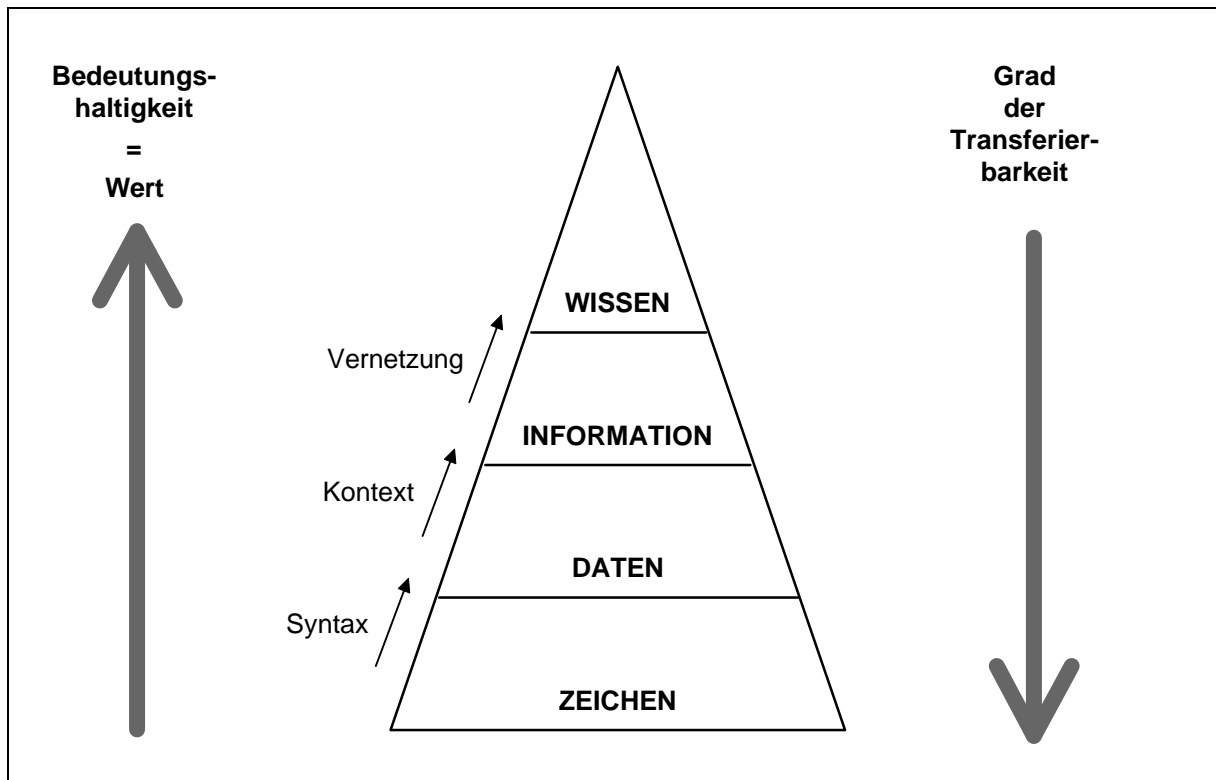 Bedeutungs-
haltigkeit
=
Wert
Grad
der
Transferier-
barkeit
WISSEN
Vernetzung
INFORMATION
Kontext
DATEN
Syntax
ZEICHEN